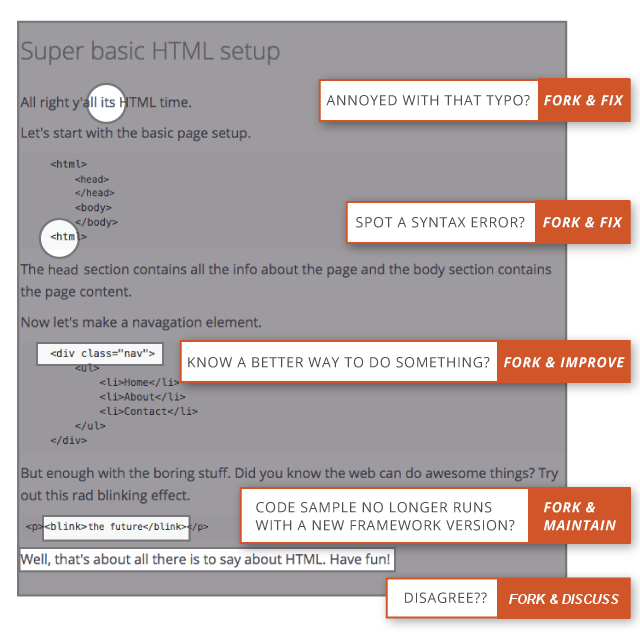 Super basic HTML setup
All right y'all its HTML time.
ANNOYED WITH THAT TYPO? FORK & FIX
Let's start with the basic page setup.
<html>
<head>
</head>
<body>
</body>
SPOT A SYNTAX ERROR? FORK & FIX
<html>
The head section contains all the info about the page and the body section contains
the page content.
Now let's make a navagation element.
<div class="nav">
KNOW A BETTER WAY TO DO SOMETHING? FORK & IMPROVE
<ul>
<li>Home</li>
<li>About</li>
<li>Contact</li>
</ul>
</div>
But enough with the boring stuff. Did you know the web can do awesome things? Try
out this rad blinking effect.
CODE SAMPLE NO LONGER RUNS
WITH A NEW FRAMEWORK VERSION?
FORK &
MAINTAIN
<p><blink>the future</blink></p>
Well, that's about all there is to say about HTML. Have fun!
DISAGREE?? FORK & DISCUSS